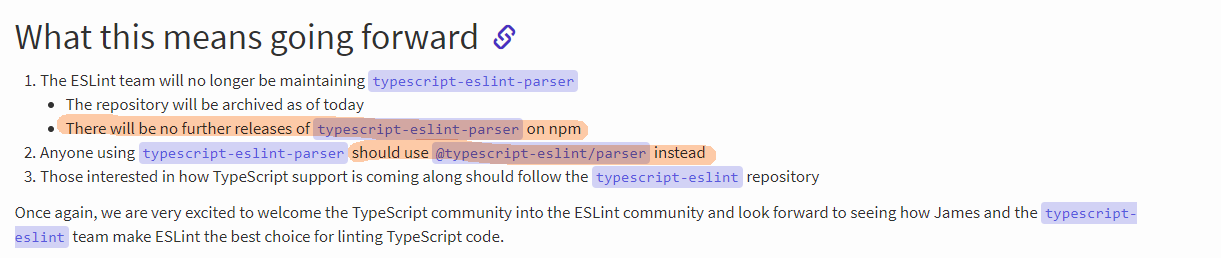 What this means going forward
1. The ESLint team will no longer be maintaining typescript-eslint-parser
• The repository will be archived as of today
• There will be no further releases of typescript-eslint-parser on npm
2. Anyone using typescript-eslint-parser should use @typescript-eslint/parser instead
3. Those interested in how TypeScript support is coming along should follow the typescript-eslint repository
Once again, we are very excited to welcome the TypeScript community into the ESLint community and look forward to seeing how James and the typescript-
eslint team make ESLint the best choice for linting TypeScript code.